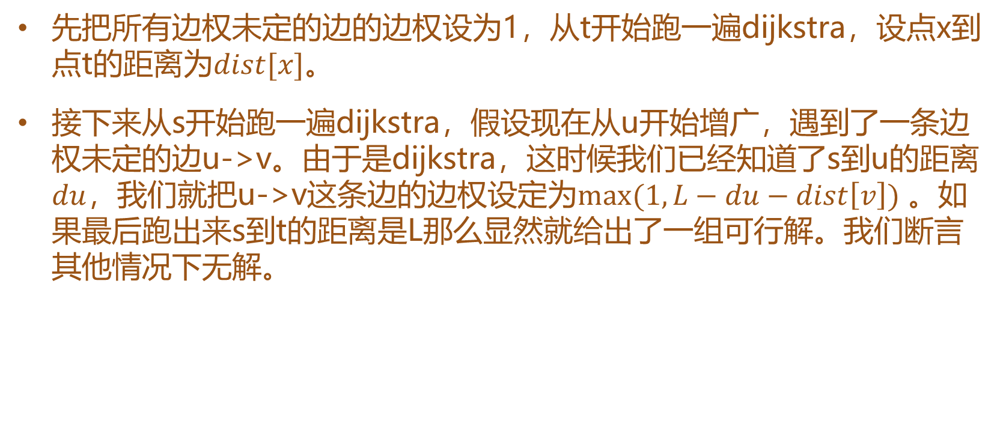 • 先把所有边权未定的边的边权设为1，从t开始跑一遍dijkstra，设点x到
点t的距离为dist[x]。
• 接下来从s开始跑一遍dijkstra，假设现在从u开始增广，遇到了一条边
权未定的边u->v。由于是dijkstra，这时候我们已经知道了s到u的距离
du，我们就把u->v这条边的边权设定为max(1, L − du − dist[v]) 。如
果最后跑出来s到t的距离是L那么显然就给出了一组可行解。我们断言
其他情况下无解。